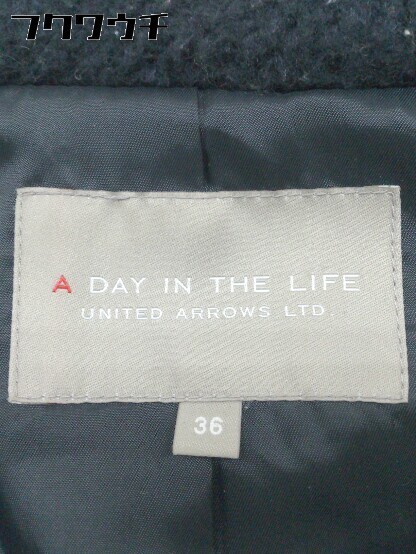 フクワウチ
A DAY IN THE LIFE
UNITED ARROWS LTD.
36